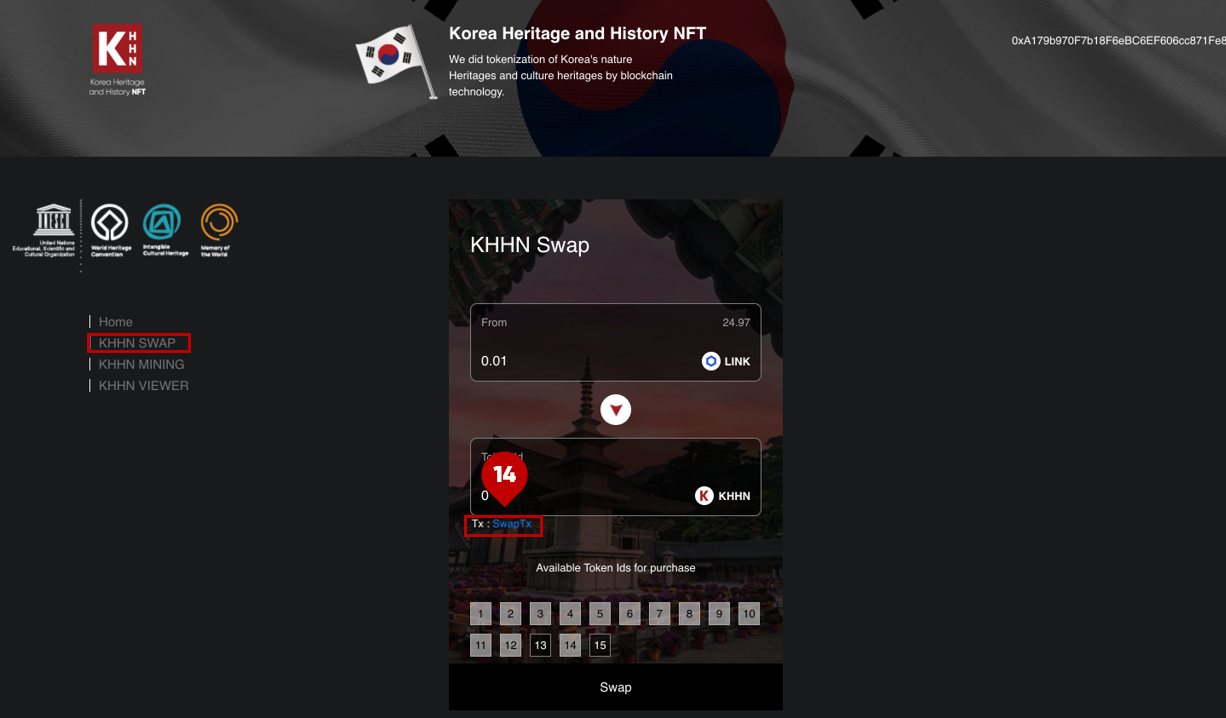 K H H N
Korea Heritage
and History NFT
Korea Heritage and History NFT
We did tokenization of Korea's nature
Heritages and culture heritages by blockchain
technology.
0xA179b970F7b18F6eBC6EF606cc871Fe8
United Nations
Educational, Scientific and
Cultural Organization
World Heritage
Convention
Intangible
Cultural Heritage
Memory of
the World
Home
KHHN SWAP
KHHN MINING
KHHN VIEWER
KHHN Swap
From 24.97
0.01 LINK
14
0 K KHHN
Tx : SwapTx
Available Token Ids for purchase
1 2 3 4 5 6 7 8 9 10
11 12 13 14 15
Swap